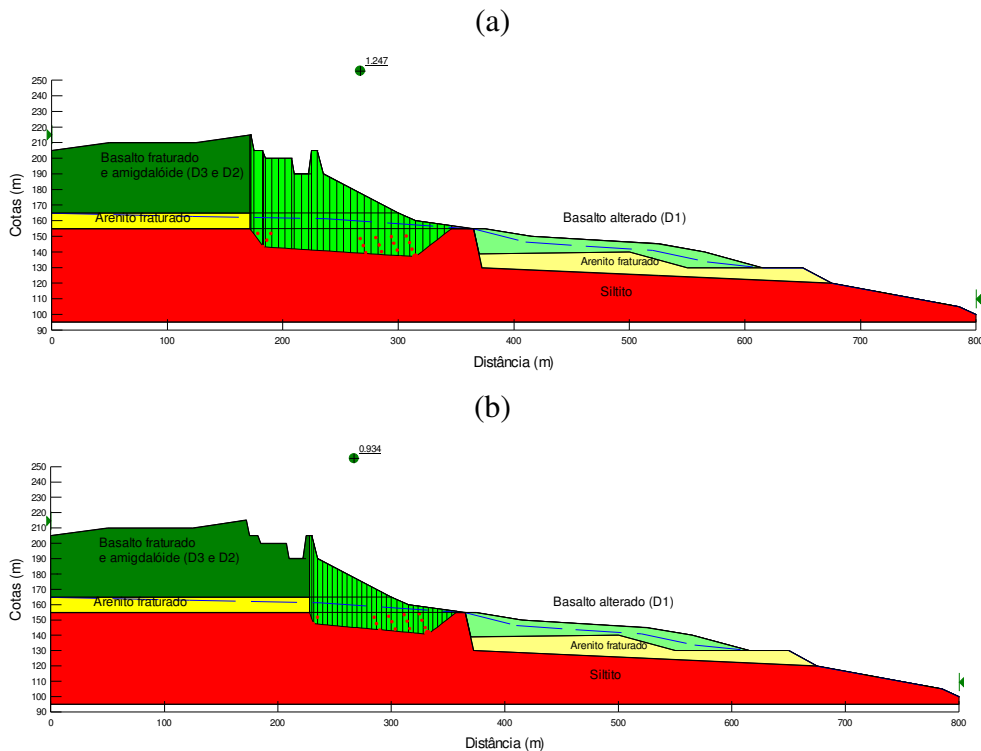 (a)
1.247
250
240
230
220
210
200
190
180
170
160
150
140
130
120
110
100
90
Cotas (m)
Basalto fraturado
e amigdalóide (D3 e D2)
Arenito fraturado
Basalto alterado (D1)
Arenito fraturado
Siltito
0 100 200 300 400 500 600 700 800
Distância (m)
(b)
0.934
250
240
230
220
210
200
190
180
170
160
150
140
130
120
110
100
90
Cotas (m)
Basalto fraturado
e amigdalóide (D3 e D2)
Arenito fraturado
Basalto alterado (D1)
Arenito fraturado
Siltito
0 100 200 300 400 500 600 700 800
Distância (m)